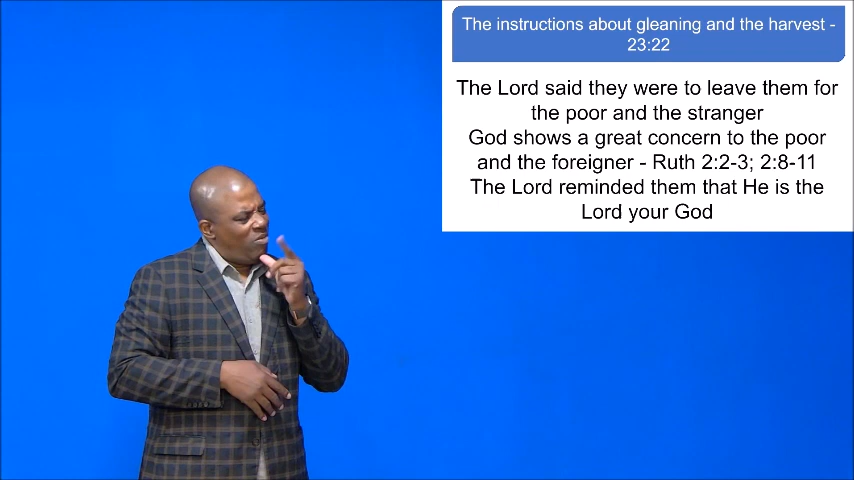 The instructions about gleaning and the harvest -
23:22
The Lord said they were to leave them for
the poor and the stranger
God shows a great concern to the poor
and the foreigner - Ruth 2:2-3; 2:8-11
The Lord reminded them that He is the
Lord your God